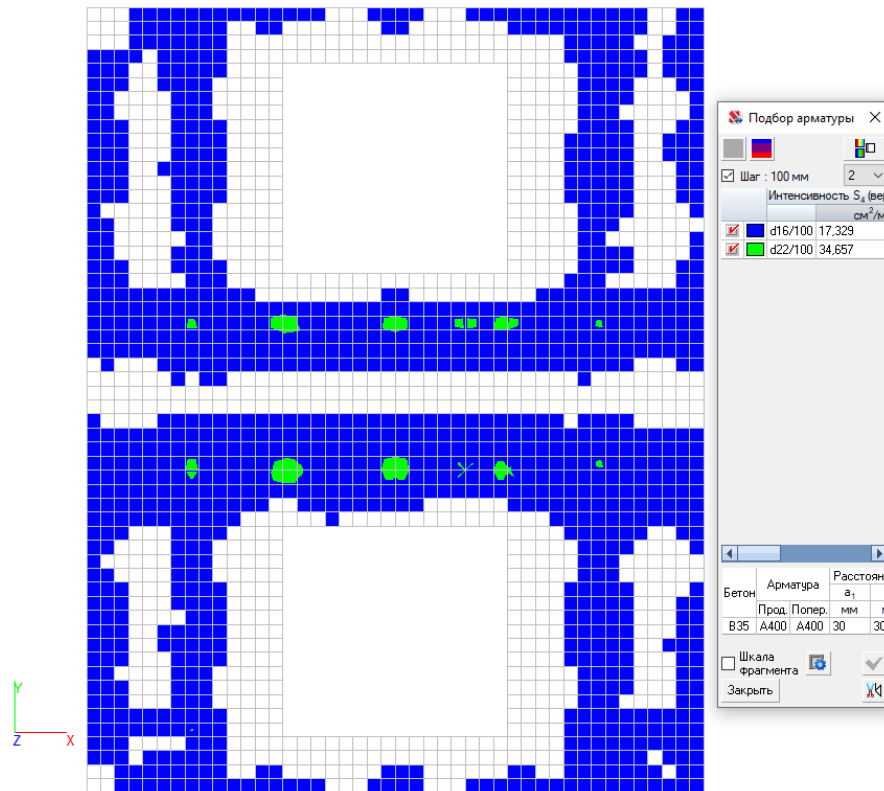 Подбор арматуры
Шаг : 100 мм
2
Интенсивность S4 (вер
см2/м
d16/100 17,329
d22/100 34,657
Бетон Арматура Расстоян
a1
Прод. Попер. мм
B35 A400 A400 30 30
Шкала
фрагмента
Закрыть
Y
Z X